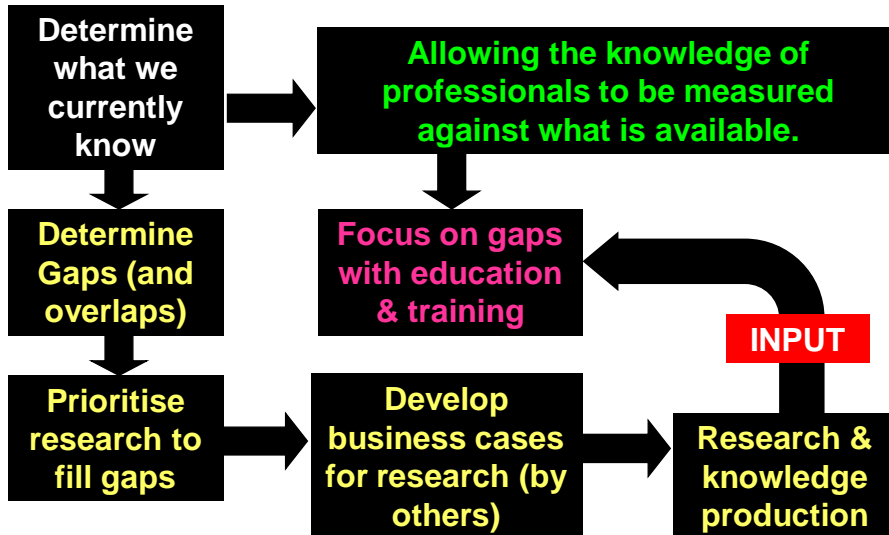 Determine
what we
currently
know
Allowing the knowledge of
professionals to be measured
against what is available.
Determine
Gaps (and
overlaps)
Focus on gaps
with education
& training
INPUT
Prioritise
research to
fill gaps
Develop
business cases
for research (by
others)
Research &
knowledge
production